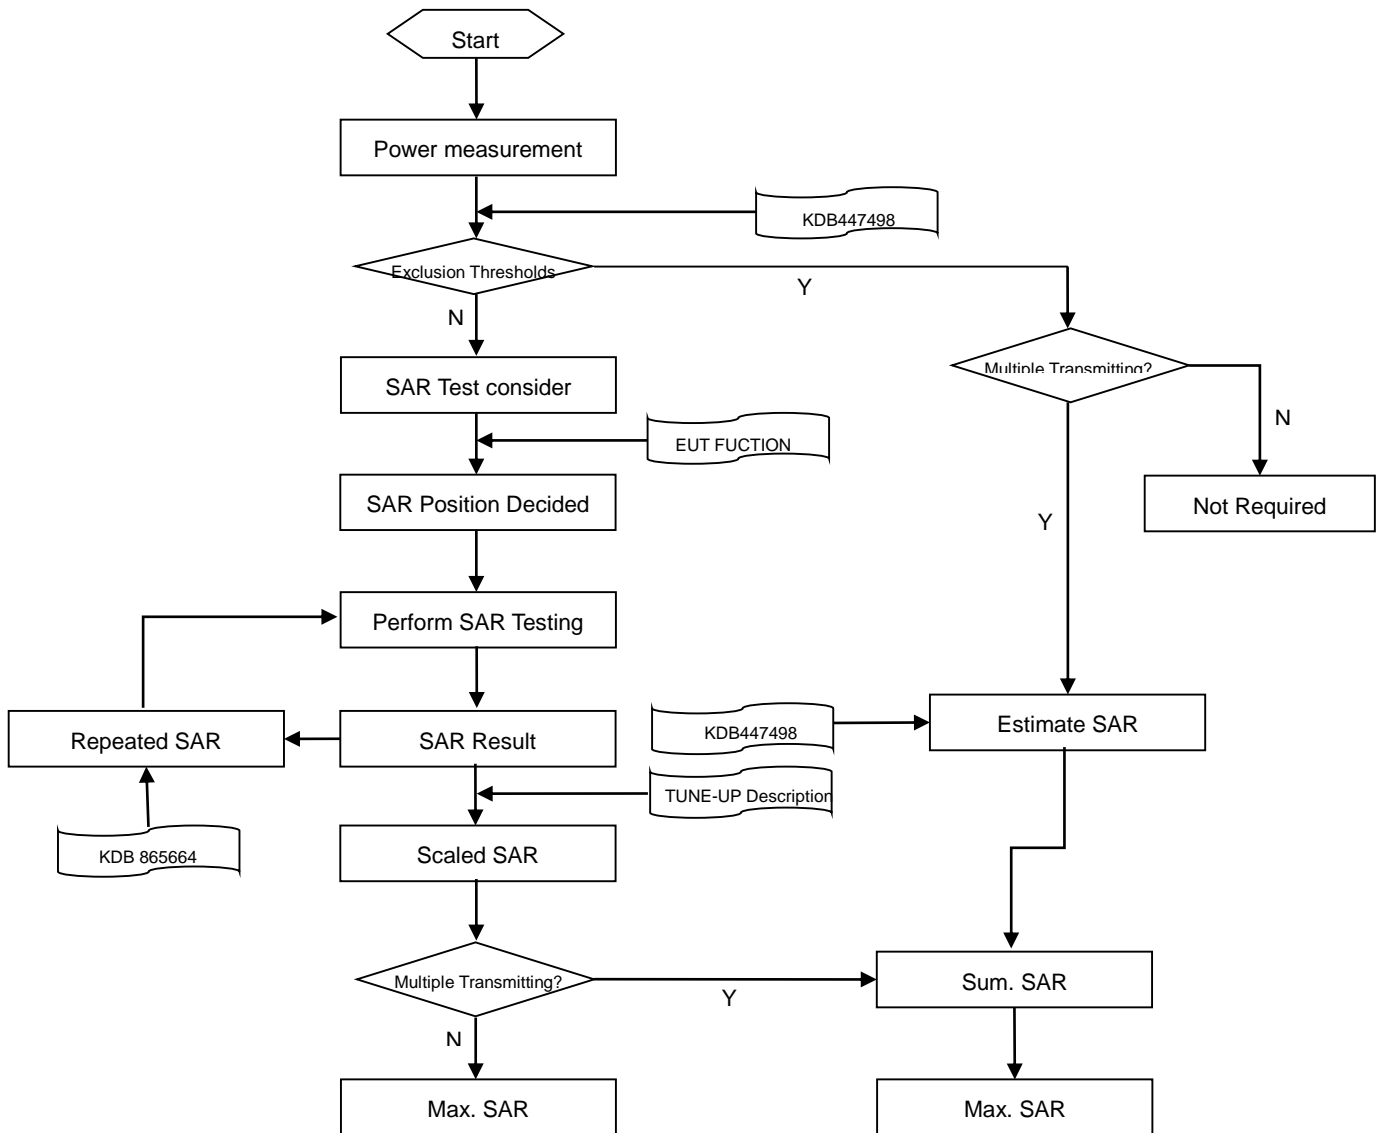 Start
Power measurement
KDB447498
Exclusion Thresholds
Y
N
Multiple Transmitting?
SAR Test consider
N
EUT FUCTION
SAR Position Decided
Not Required
Y
Perform SAR Testing
Repeated SAR
SAR Result
KDB447498
Estimate SAR
TUNE-UP Description
KDB 865664
Scaled SAR
Multiple Transmitting?
Y
Sum. SAR
N
Max. SAR
Max. SAR